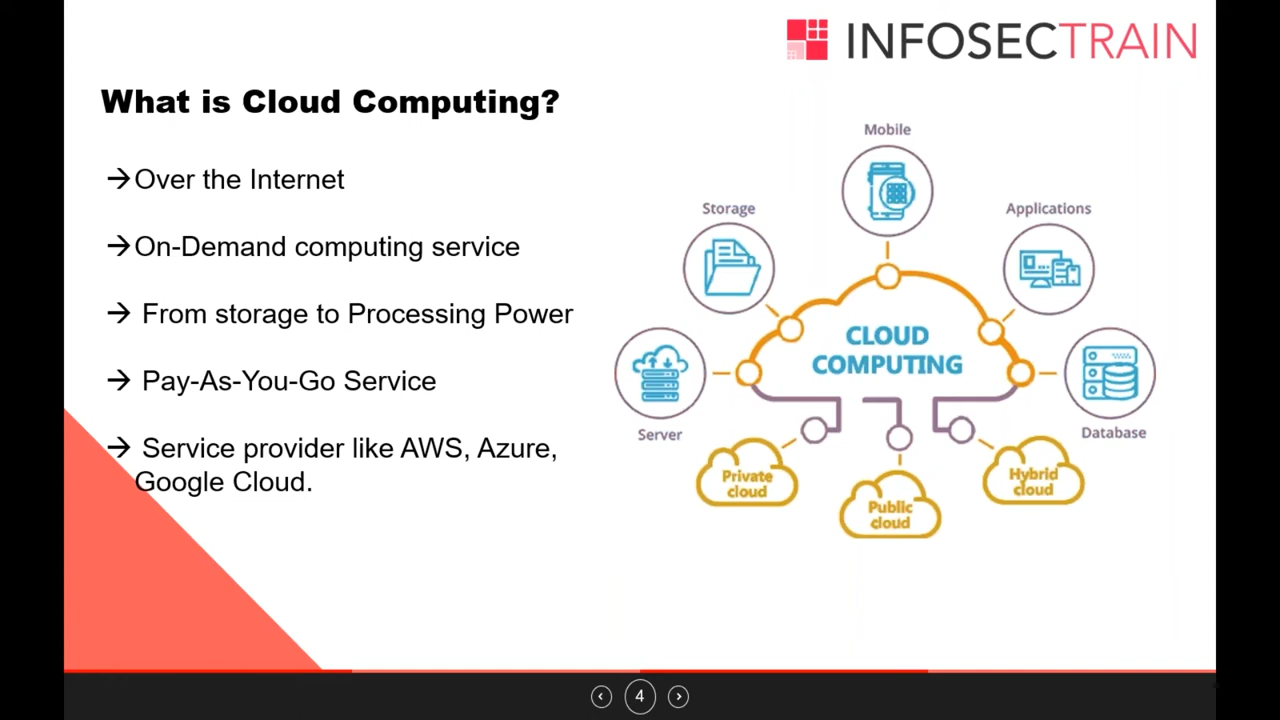 INFOSECTRAIN
What is Cloud Computing?
→Over the Internet
→On-Demand computing service
→ From storage to Processing Power
→ Pay-As-You-Go Service
→ Service provider like AWS, Azure,
Google Cloud.
Mobile
Storage
Applications
CLOUD
COMPUTING
Server
Database
Private
cloud
Public
cloud
Hybrid
cloud
4